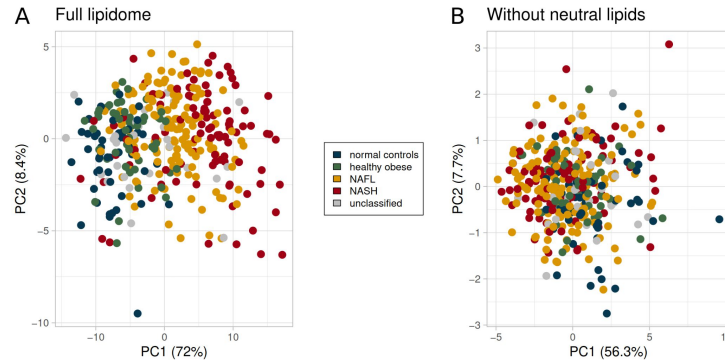 A Full lipidome
5
0
−5
−10
PC2 (8.4%)
−10
0
10
PC1 (72%)
normal controls
healthy obese
NAFL
NASH
unclassified
B Without neutral lipids
3
2
1
0
−1
−2
−3
PC2 (7.7%)
−5
0
5
PC1 (56.3%)